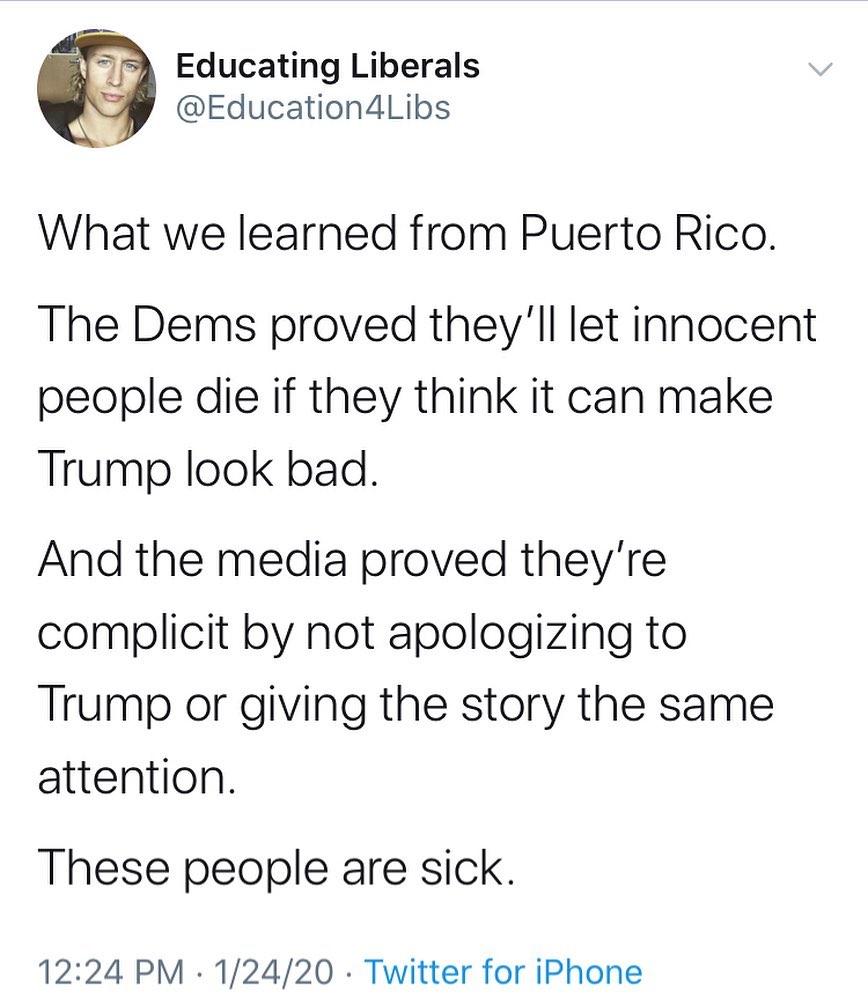 Educating Liberals
@Education4Libs
What we learned from Puerto Rico.
The Dems proved they’ll let innocent
people die if they think it can make
Trump look bad.
And the media proved they’re
complicit by not apologizing to
Trump or giving the story the same
attention.
These people are sick.
12:24 PM · 1/24/20 · Twitter for iPhone